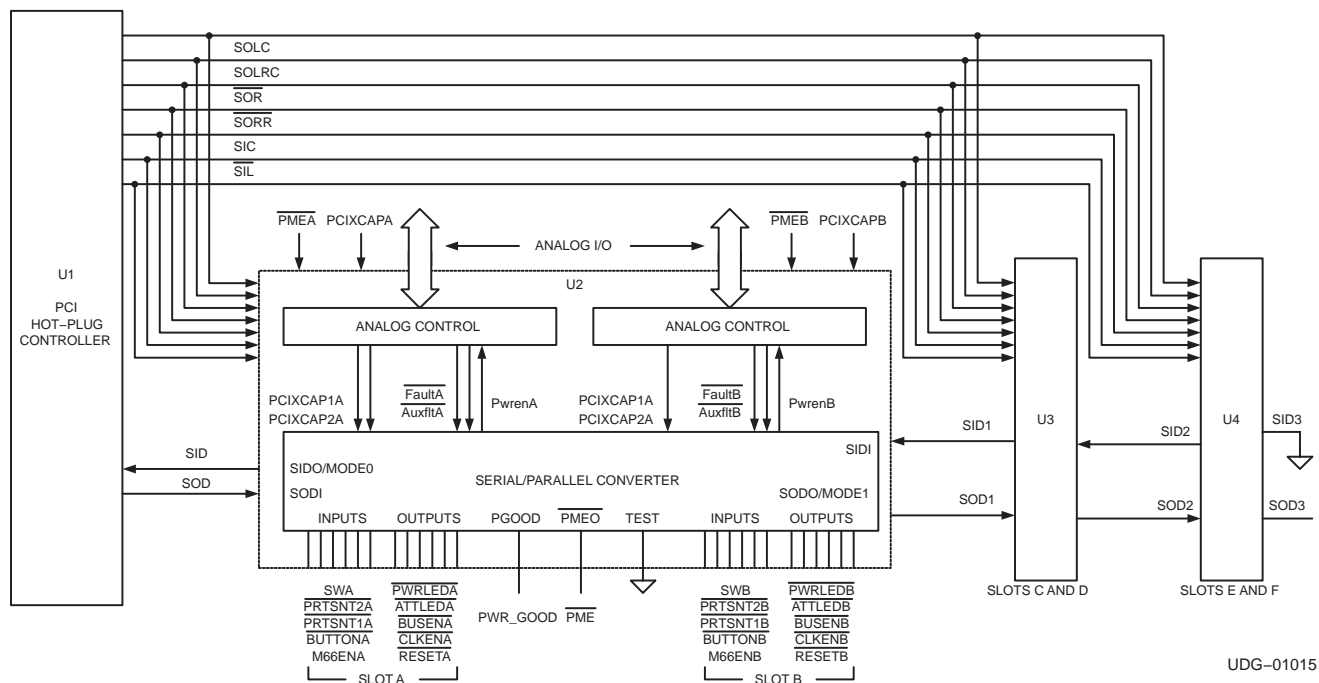 SOLC
SOLRC
SOR
SORR
SIC
SIL
U1
PCI
HOT–PLUG
CONTROLLER
PMEA PCIXCAPA
ANALOG I/O
PMEB PCIXCAPB
U2
ANALOG CONTROL
ANALOG CONTROL
PCIXCAP1A
PCIXCAP2A
FaultA
AuxfltA
PwrenA
PCIXCAP1A
PCIXCAP2A
FaultB
AuxfltB
PwrenB
SID
SOD
SIDO/MODE0
SODI
SERIAL/PARALLEL CONVERTER
SIDI
SODO/MODE1
INPUTS OUTPUTS PGOOD PMEO TEST INPUTS OUTPUTS
SID1
SOD1
U3
SID2
SOD2
U4
SID3
SOD3
SLOTS C AND D
SLOTS E AND F
SWA
PRTSNT2A
PRTSNT1A
BUTTONA
M66ENA
PWRLEDA
ATTLEDA
BUSENA
CLKENA
RESETA
SLOT A
PWR_GOOD
PME
SWB
PRTSNT2B
PRTSNT1B
BUTTONB
M66ENB
PWRLEDB
ATTLEDB
BUSENB
CLKENB
RESETB
SLOT B
UDG–01015